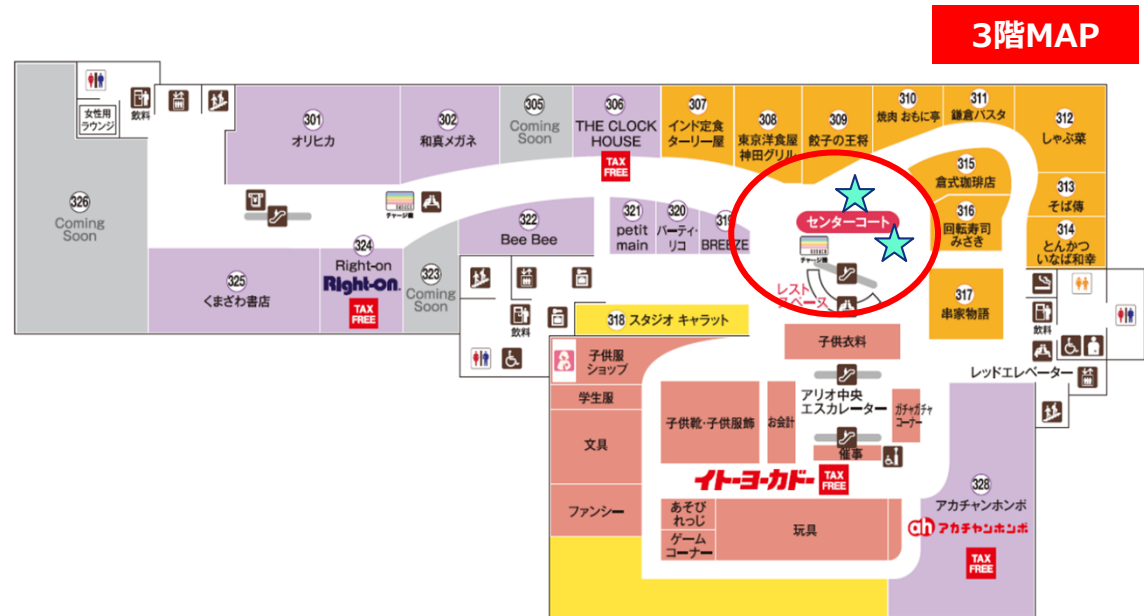 3階MAP
女性用
ラウンジ
飲料
301
オリヒカ
302
和真メガネ
305
Coming
Soon
306
THE CLOCK
HOUSE
TAX
FREE
307
インド定食
ターリー屋
308
東京洋食屋
神田グリル
309
餃子の王将
310
焼肉 おもに亭
311
鎌倉パスタ
312
しゃぶ菜
313
そば傳
314
とんかつ
いなば和幸
315
倉式珈琲店
316
回転寿司
みさき
317
串家物語
326
Coming
Soon
チャージ機
325
くまざわ書店
324
Right-on
Right-on.
TAX
FREE
323
Coming
Soon
322
Bee Bee
321
petit
main
320
パーティ・
リコ
319
BREEZE
センターコート
チャージ機
レスト
スペース
飲料
318 スタジオ キャラット
飲料
レッドエレベーター
子供服
ショップ
学生服
文具
ファンシー
子供衣料
子供靴・子供服飾
お会計
アリオ中央
エスカレーター
ガチャガチャ
コーナー
催事
イトーヨーカドー
TAX
FREE
あそび
れっじ
ゲーム
コーナー
玩具
328
アカチャンホンポ
ah アカチャンホンポ
TAX
FREE